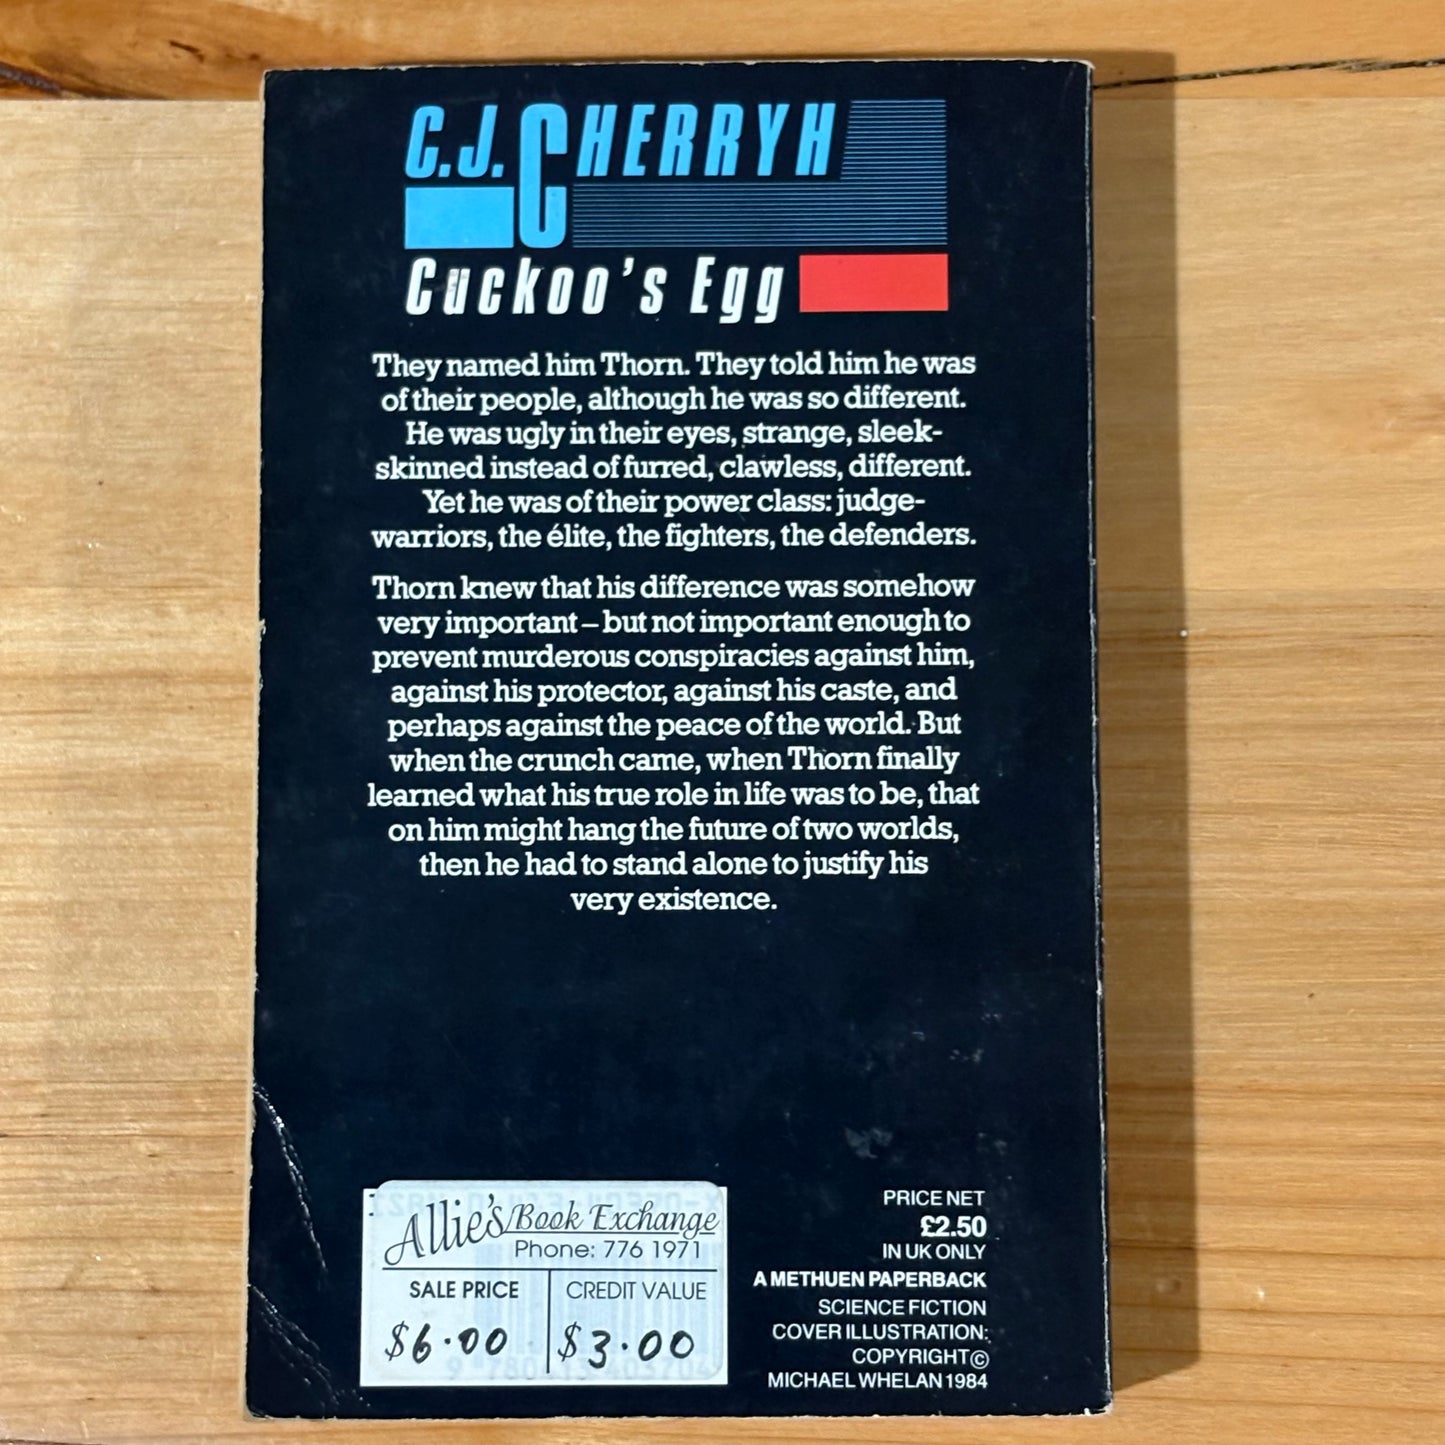 C.J. CHERRYH
Cuckoo's Egg
They named him Thorn. They told him he was
of their people, although he was so different.
He was ugly in their eyes, strange, sleek-
skinned instead of furred, clawless, different.
Yet he was of their power class: judge-
warriors, the élite, the fighters, the defenders.
Thorn knew that his difference was somehow
very important – but not important enough to
prevent murderous conspiracies against him,
against his protector, against his caste, and
perhaps against the peace of the world. But
when the crunch came, when Thorn finally
learned what his true role in life was to be, that
on him might hang the future of two worlds,
then he had to stand alone to justify his
very existence.
Allie's Book Exchange
Phone: 776 1971
SALE PRICE CREDIT VALUE
$6.00 $3.00
PRICE NET
£2.50
IN UK ONLY
A METHUEN PAPERBACK
SCIENCE FICTION
COVER ILLUSTRATION:
COPYRIGHT ©
MICHAEL WHELAN 1984